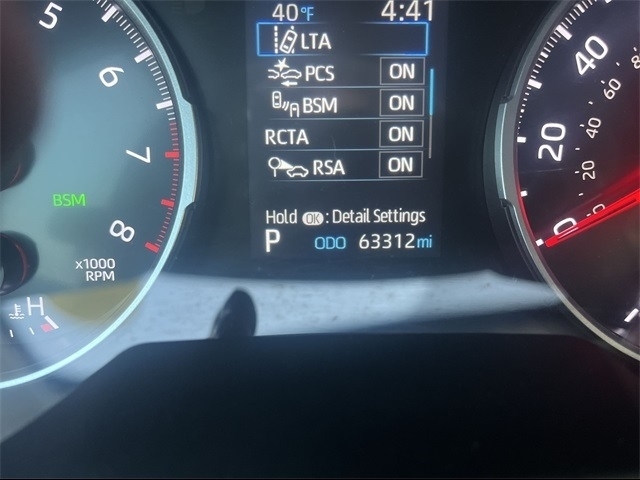 40°F 4:41
LTA
PCS ON
BSM ON
RCTA ON
RSA ON
Hold OK : Detail Settings
P ODO 63312 mi
5
6
7
8
BSM
x1000
RPM
H
40
20
0
60
40
20
0